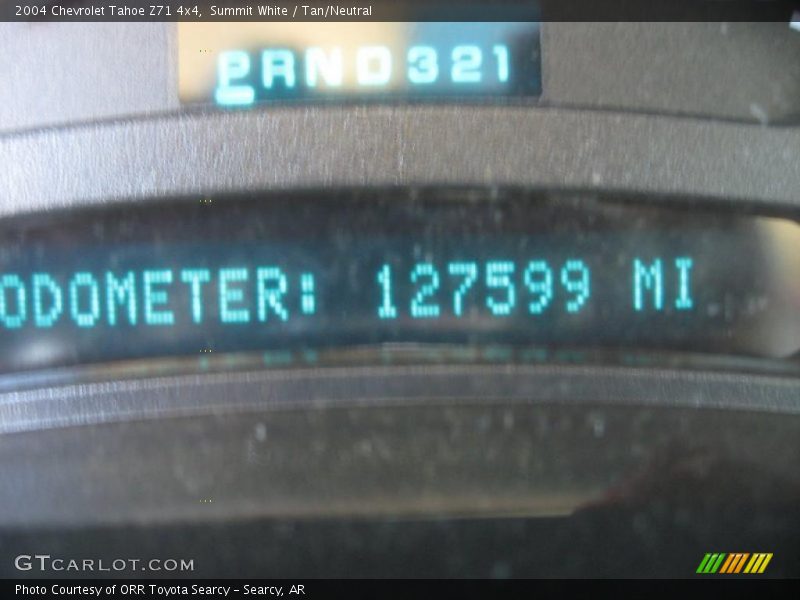 2004 Chevrolet Tahoe Z71 4x4, Summit White / Tan/Neutral
PRND321
ODOMETER: 127599 MI
GTCARLOT.COM
Photo Courtesy of ORR Toyota Searcy - Searcy, AR